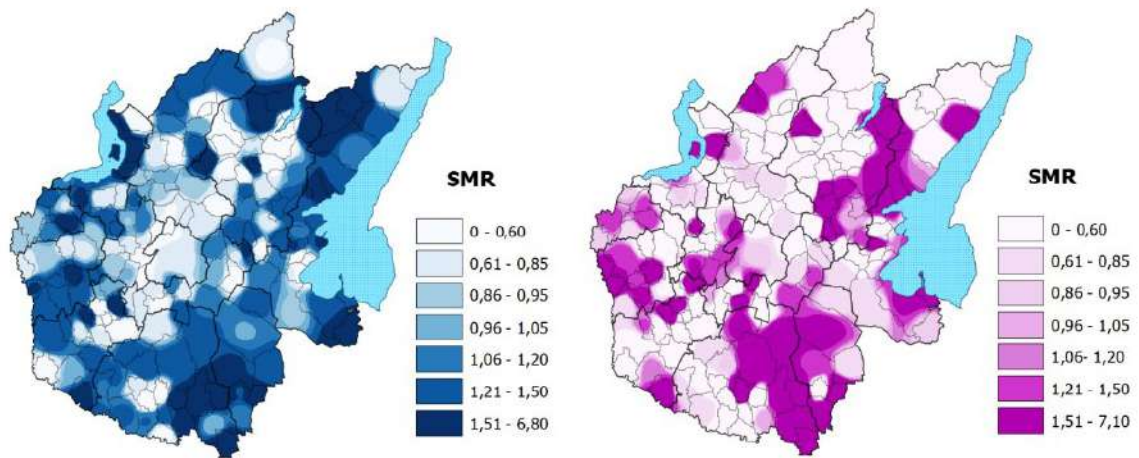 SMR
0 - 0,60
0,61 - 0,85
0,86 - 0,95
0,96 - 1,05
1,06 - 1,20
1,21 - 1,50
1,51 - 6,80
SMR
0 - 0,60
0,61 - 0,85
0,86 - 0,95
0,96 - 1,05
1,06- 1,20
1,21 - 1,50
1,51 - 7,10